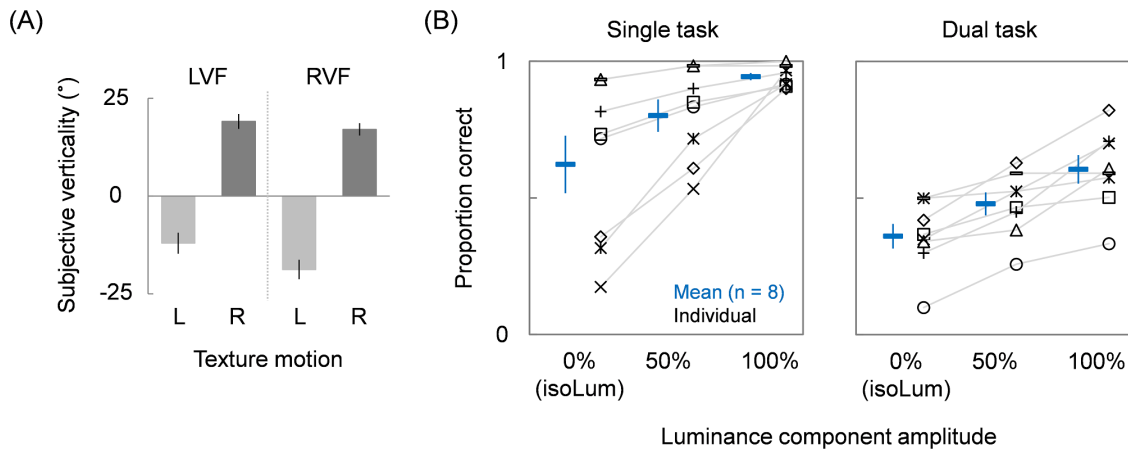 (A)
LVF RVF
Subjective verticality (°)
25
0
-25
L R L R
Texture motion
(B)
Single task
Dual task
Proportion correct
1
0
Mean (n = 8)
Individual
0% 50% 100%
(isoLum)
0% 50% 100%
(isoLum)
Luminance component amplitude